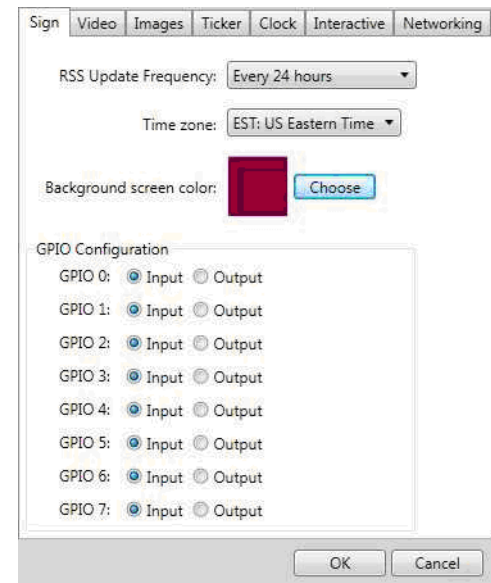 Sign Video Images Ticker Clock Interactive Networking
RSS Update Frequency: Every 24 hours
Time zone: EST: US Eastern Time
Background screen color: Choose
GPIO Configuration
GPIO 0: Input Output
GPIO 1: Input Output
GPIO 2: Input Output
GPIO 3: Input Output
GPIO 4: Input Output
GPIO 5: Input Output
GPIO 6: Input Output
GPIO 7: Input Output
OK Cancel